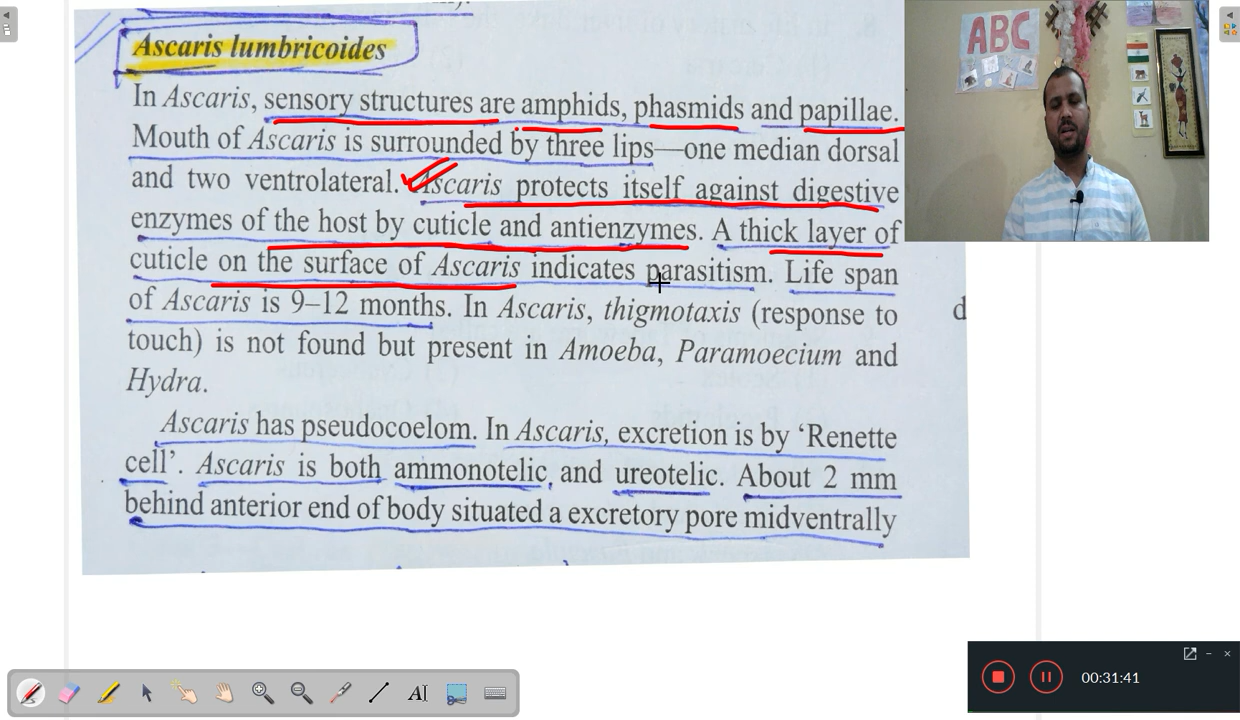 Ascaris lumbricoides
In Ascaris, sensory structures are amphids, phasmids and papillae.
Mouth of Ascaris is surrounded by three lips—one median dorsal
and two ventrolateral. Ascaris protects itself against digestive
enzymes of the host by cuticle and antienzymes. A thick layer of
cuticle on the surface of Ascaris indicates parasitism. Life span
of Ascaris is 9–12 months. In Ascaris, thigmotaxis (response to
touch) is not found but present in Amoeba, Paramoecium and
Hydra.
Ascaris has pseudocoelom. In Ascaris, excretion is by ‘Renette
cell’. Ascaris is both ammonotelic, and ureotelic. About 2 mm
behind anterior end of body situated a excretory pore midventrally
d
ABC
AI
00:31:41